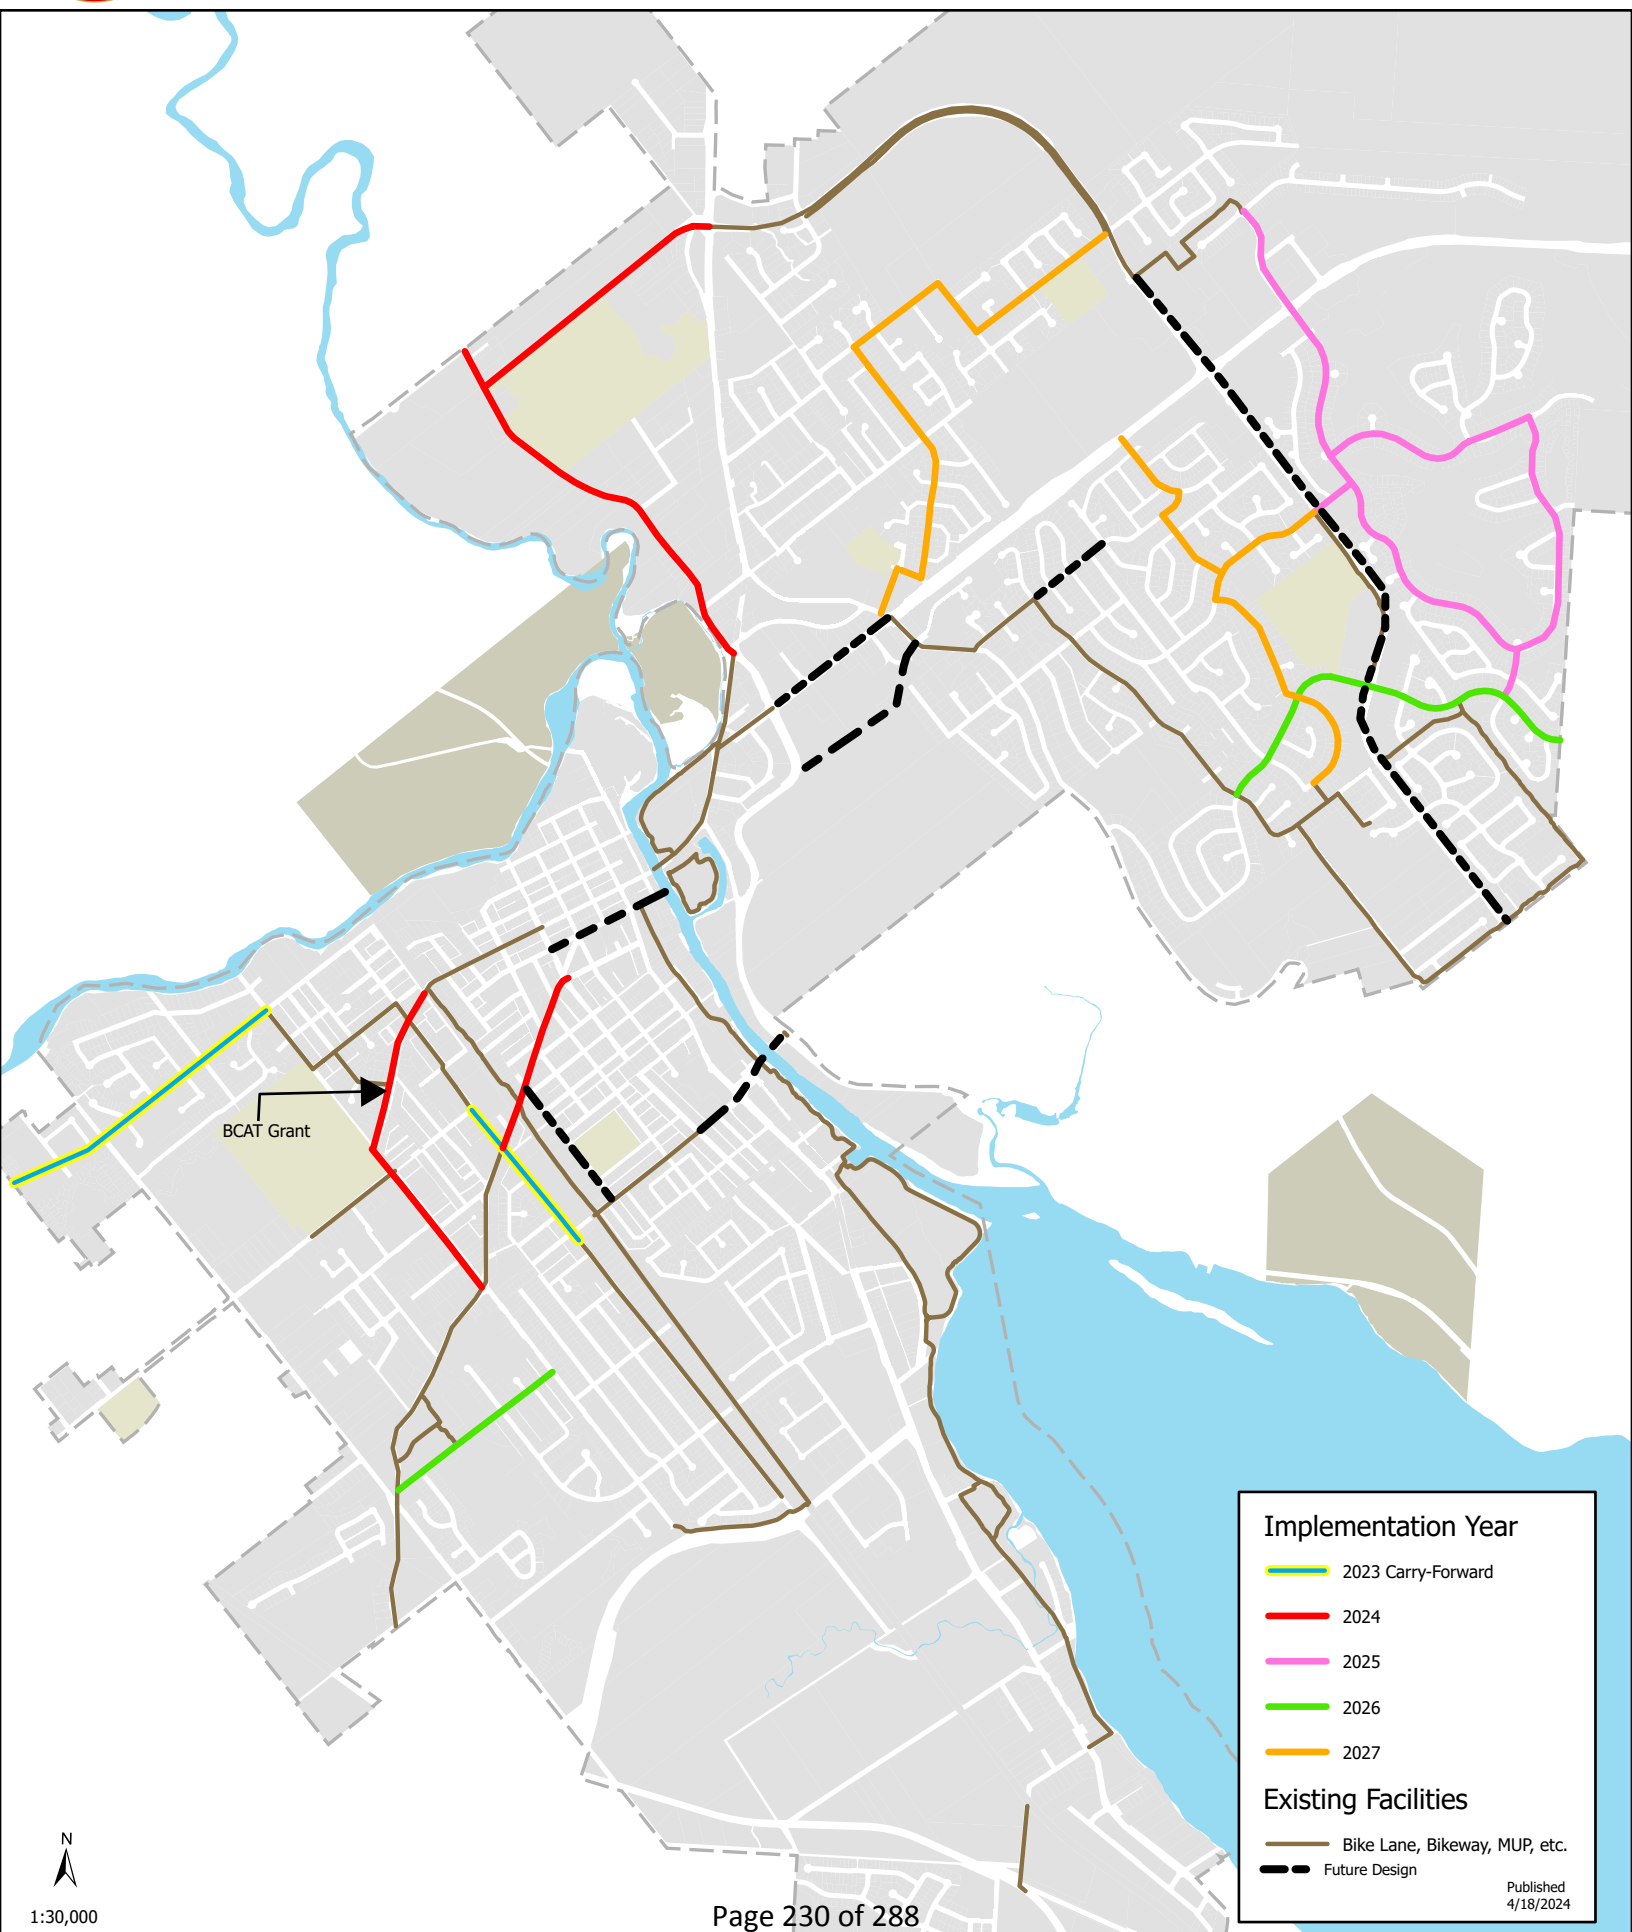 BCAT Grant
Implementation Year
2023 Carry-Forward
2024
2025
2026
2027
Existing Facilities
Bike Lane, Bikeway, MUP, etc.
Future Design
Published
4/18/2024
N
1:30,000
Page 230 of 288